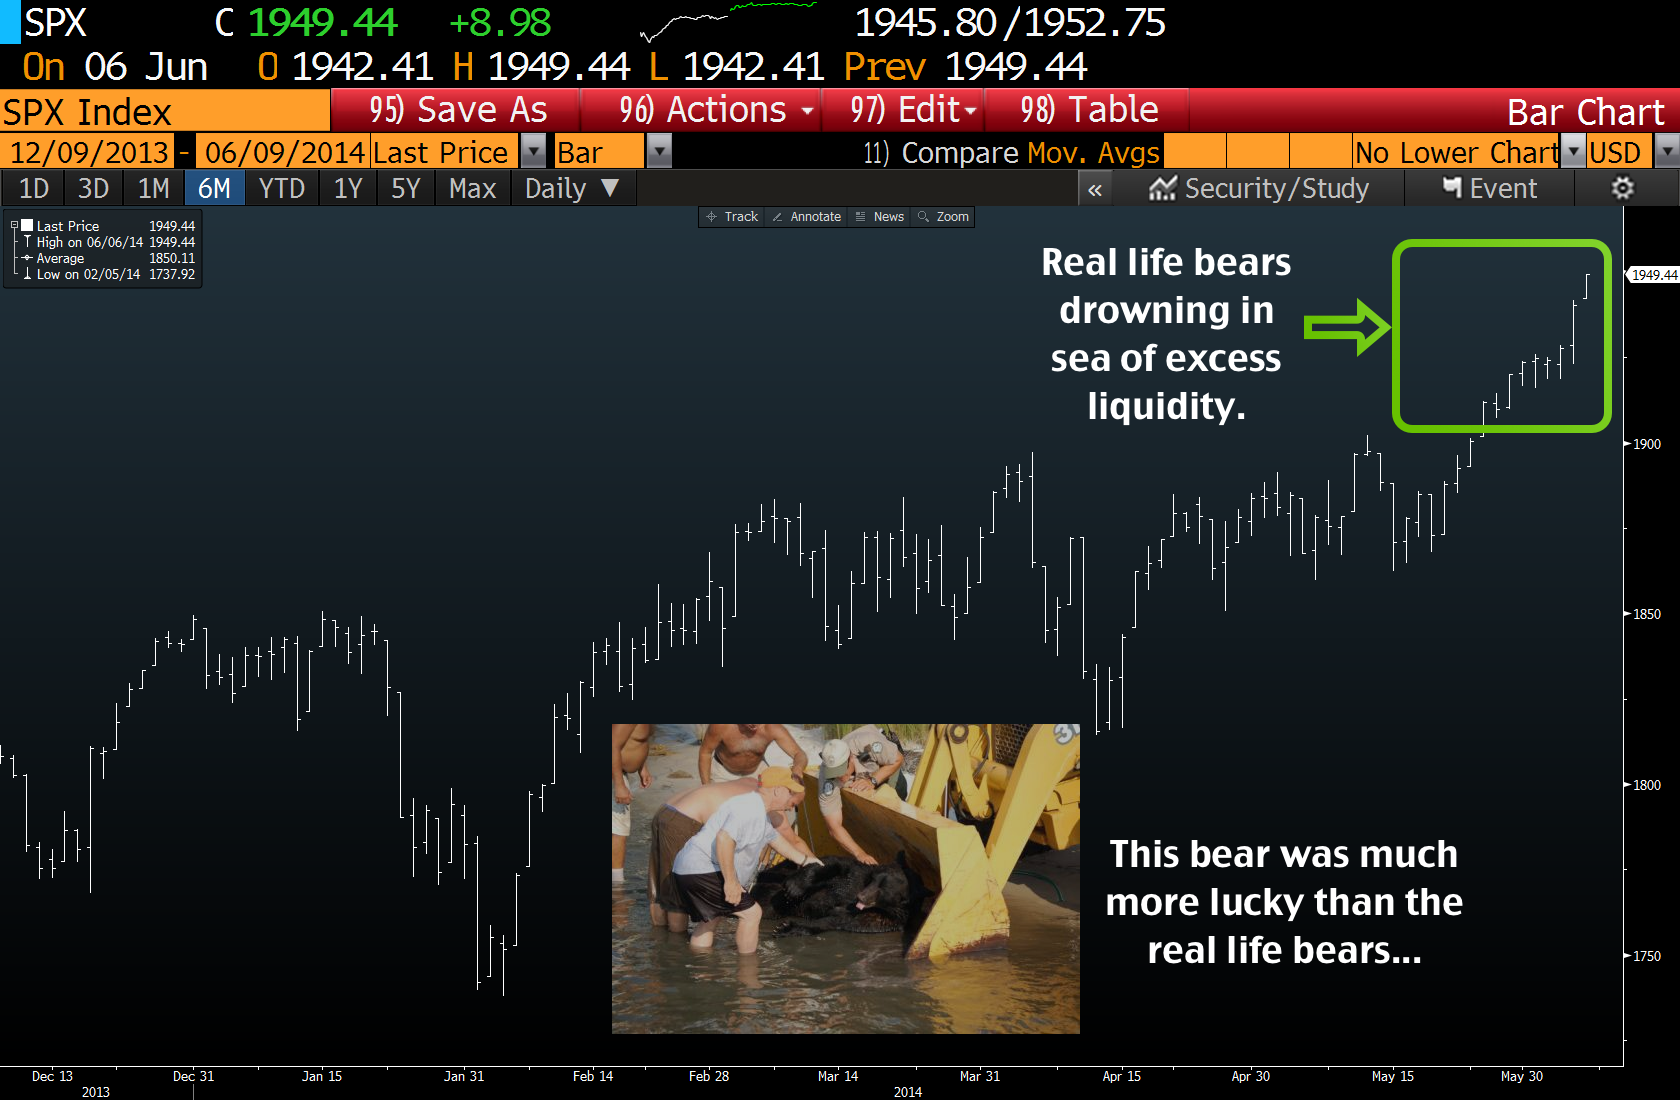 SPX C 1949.44 +8.98 1945.80/1952.75
On 06 Jun O 1942.41 H 1949.44 L 1942.41 Prev 1949.44
SPX Index 95) Save As 96) Actions 97) Edit 98) Table Bar Chart
12/09/2013 - 06/09/2014 Last Price Bar 11) Compare Mov. Avgs No Lower Chart USD
1D 3D 1M 6M YTD 1Y 5Y Max Daily ▼ « Security/Study Event
Track Annotate News Zoom
Last Price 1949.44
High on 06/06/14 1949.44
Average 1850.11
Low on 02/05/14 1737.92
Real life bears
drowning in
sea of excess
liquidity.
1949.44
1900
1850
1800
1750
This bear was much
more lucky than the
real life bears...
Dec 13 Dec 31 Jan 15 Jan 31 Feb 14 Feb 28 Mar 14 Mar 31 Apr 15 Apr 30 May 15 May 30
2013 2014